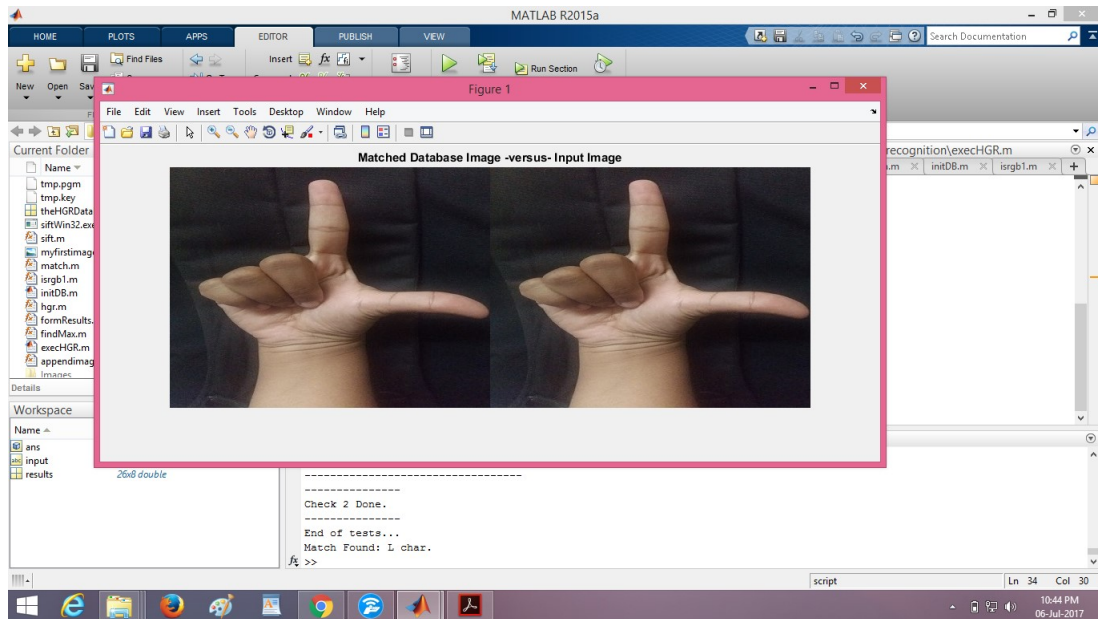 MATLAB R2015a
HOME PLOTS APPS EDITOR PUBLISH VIEW Search Documentation
New Open Find Files Insert fx Run Section
Figure 1
File Edit View Insert Tools Desktop Window Help
Current Folder recognition\execHGR.m
Name initDB.m isrgb1.m
Matched Database Image -versus- Input Image
tmp.pgm
tmp.key
theHGRData
siftWin32.exe
sift.m
myfirstimag
match.m
isrgb1.m
initDB.m
hgr.m
formResults.
findMax.m
execHGR.m
appendimag
Images
Details
Workspace
Name
ans
input
results 26x8 double
-----------------------------------
---------------
Check 2 Done.
---------------
End of tests...
Match Found: L char.
fx >>
script Ln 34 Col 30
10:44 PM
06-Jul-2017